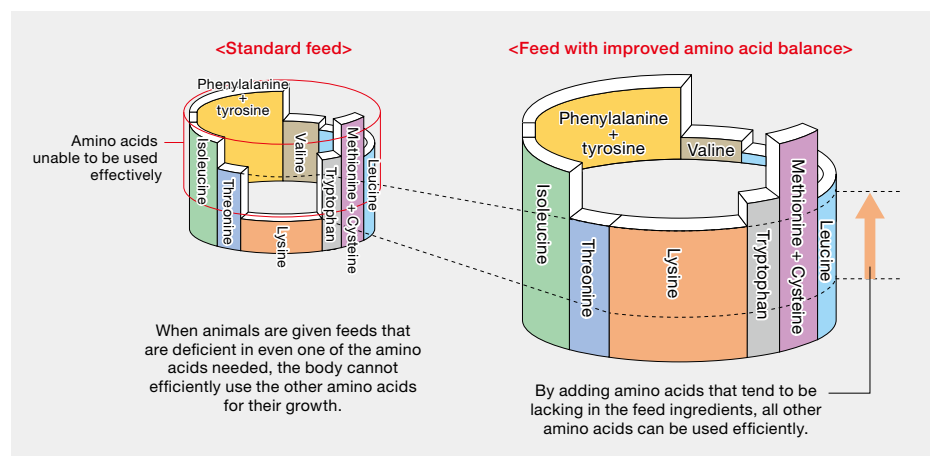 <Standard feed>
Phenylalanine
+
tyrosine
Amino acids
unable to be used
effectively
Isoleucine
Threonine
Lysine
Valine
Tryptophan
Methionine + Cysteine
Leucine
When animals are given feeds that
are deficient in even one of the amino
acids needed, the body cannot
efficiently use the other amino acids
for their growth.
<Feed with improved amino acid balance>
Phenylalanine
+
tyrosine
Valine
Isoleucine
Threonine
Lysine
Tryptophan
Methionine + Cysteine
Leucine
By adding amino acids that tend to be
lacking in the feed ingredients, all other
amino acids can be used efficiently.